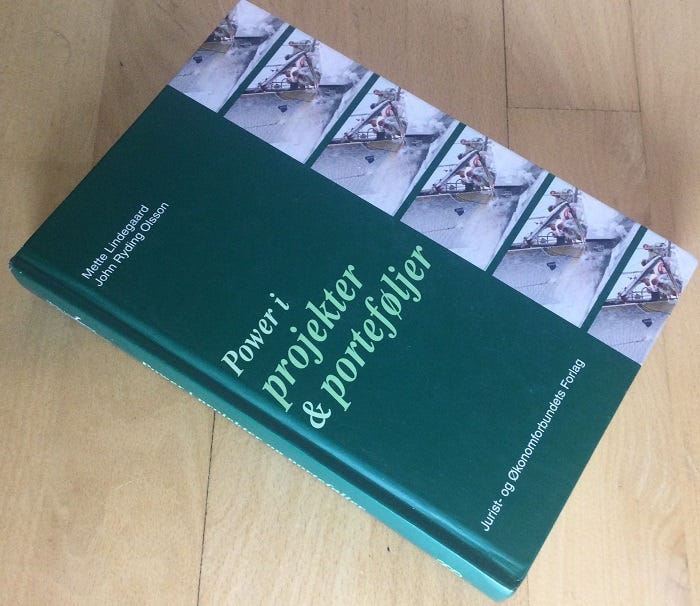 Mette Lindegaard
John Ryding Olsson
Power i
projekter
& porteføljer
Jurist- og Økonomforbundets Forlag